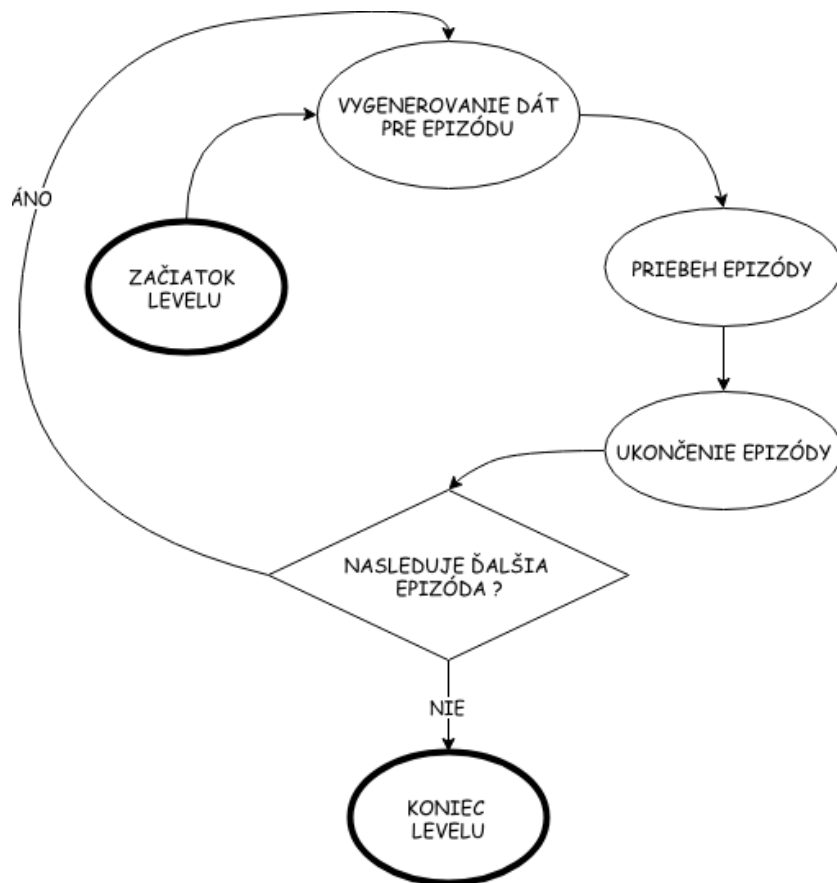 VYGENEROVANIE DÁT
PRE EPIZÓDU
ÁNO
ZAČIATOK
LEVELU
PRIEBEH EPIZÓDY
UKONČENIE EPIZÓDY
NASLEDUJE ĎALŠIA
EPIZÓDA ?
NIE
KONIEC
LEVELU